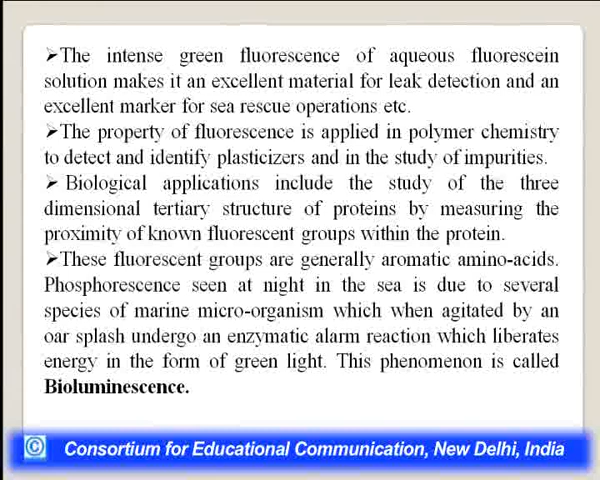 ➢The intense green fluorescence of aqueous fluorescein
solution makes it an excellent material for leak detection and an
excellent marker for sea rescue operations etc.
➢The property of fluorescence is applied in polymer chemistry
to detect and identify plasticizers and in the study of impurities.
➢ Biological applications include the study of the three
dimensional tertiary structure of proteins by measuring the
proximity of known fluorescent groups within the protein.
➢These fluorescent groups are generally aromatic amino-acids.
Phosphorescence seen at night in the sea is due to several
species of marine micro-organism which when agitated by an
oar splash undergo an enzymatic alarm reaction which liberates
energy in the form of green light. This phenomenon is called
Bioluminescence.
© Consortium for Educational Communication, New Delhi, India